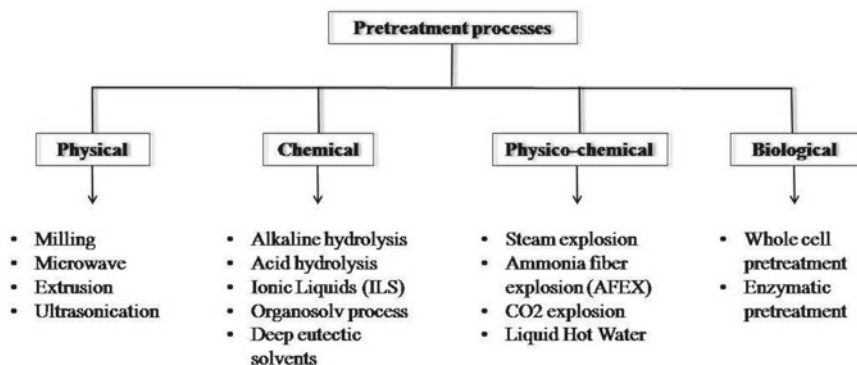 Pretreatment processes
Physical
Chemical
Physico-chemical
Biological
• Milling
• Microwave
• Extrusion
• Ultrasonication
• Alkaline hydrolysis
• Acid hydrolysis
• Ionic Liquids (ILS)
• Organosolv process
• Deep eutectic
solvents
• Steam explosion
• Ammonia fiber
explosion (AFEX)
• CO2 explosion
• Liquid Hot Water
• Whole cell
pretreatment
• Enzymatic
pretreatment